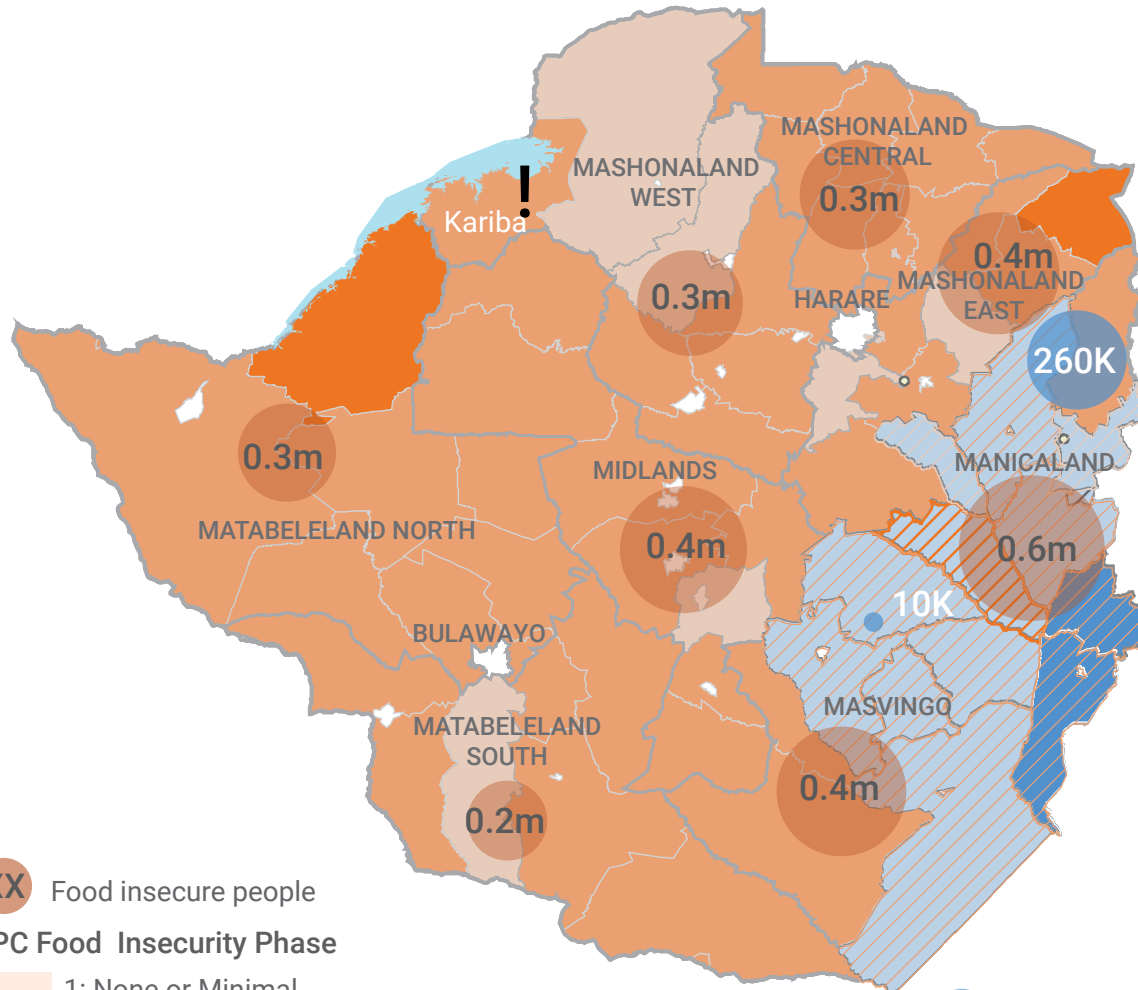 MASHONALAND
CENTRAL
0.3m
MASHONALAND
WEST
!
Kariba
0.4m
MASHONALAND
EAST
0.3m
HARARE
260K
0.3m
MIDLANDS
MANICALAND
MATABELELAND NORTH
0.4m
0.6m
10K
BULAWAYO
MASVINGO
MATABELELAND
SOUTH
0.4m
0.2m
Food insecure people
Food Insecurity Phase
1: None or Minimal